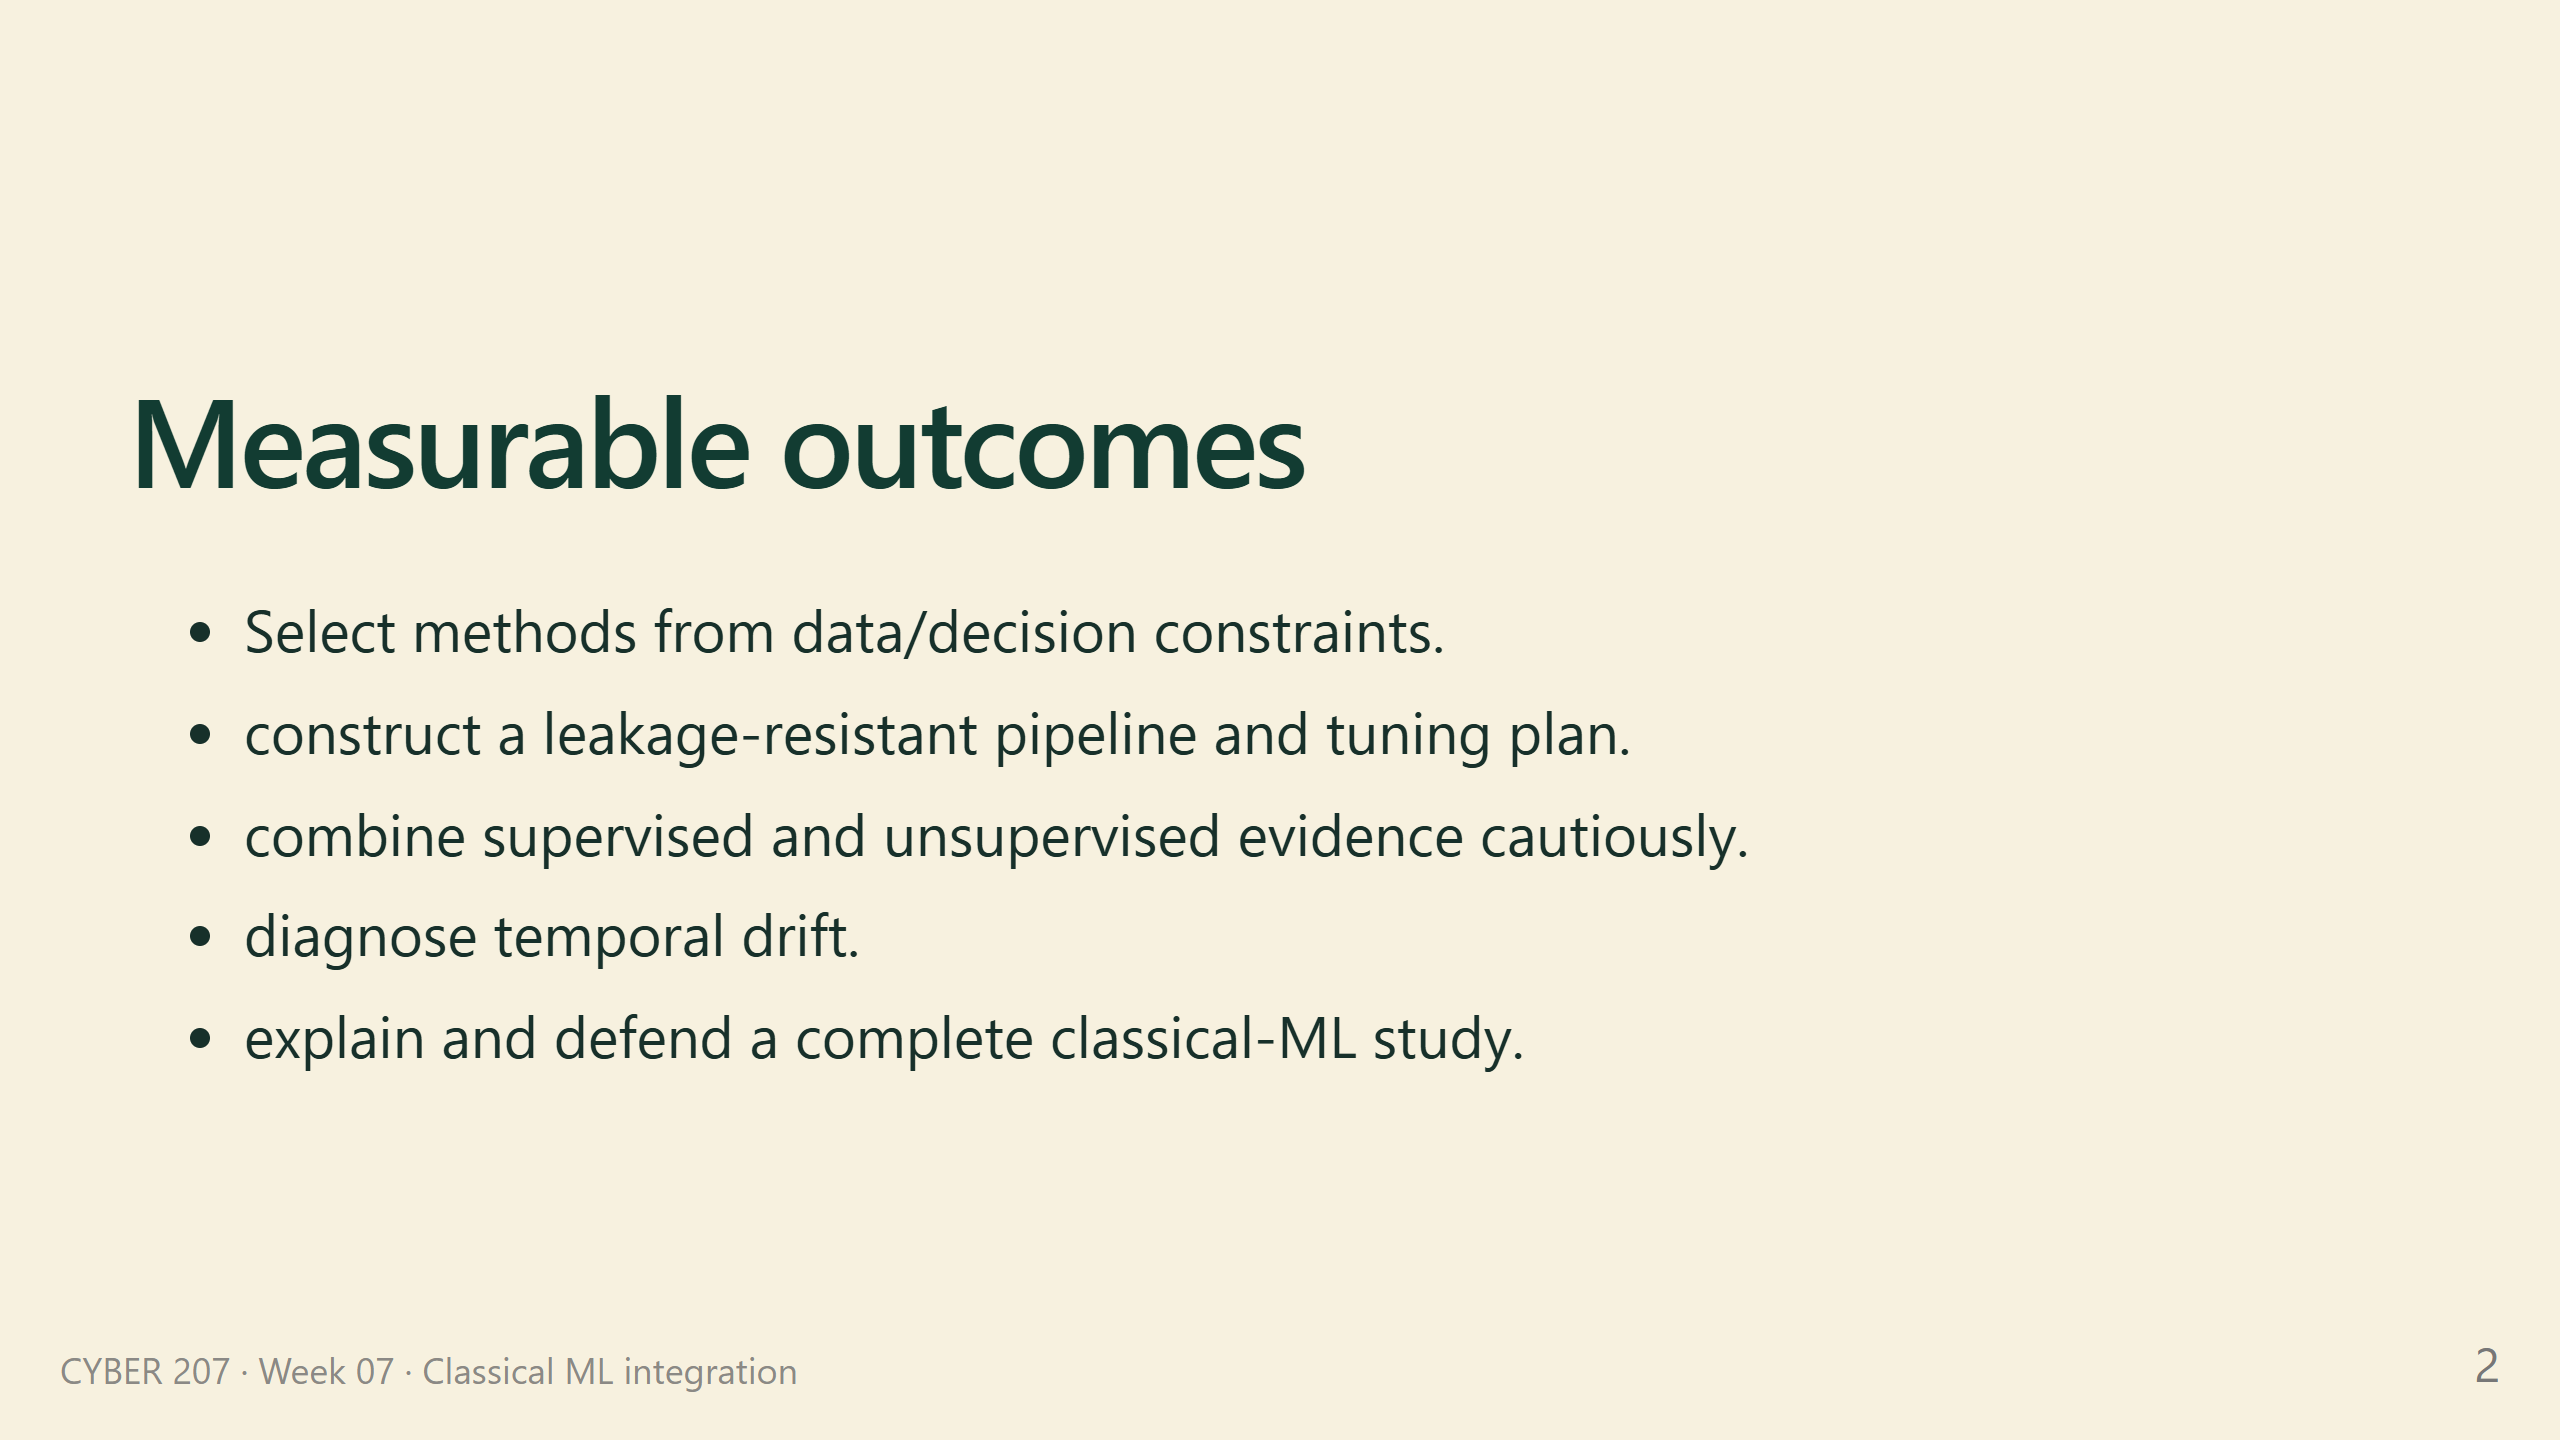 Measurable outcomes
• Select methods from data/decision constraints.
• construct a leakage-resistant pipeline and tuning plan.
• combine supervised and unsupervised evidence cautiously.
• diagnose temporal drift.
• explain and defend a complete classical-ML study.
CYBER 207 · Week 07 · Classical ML integration
2